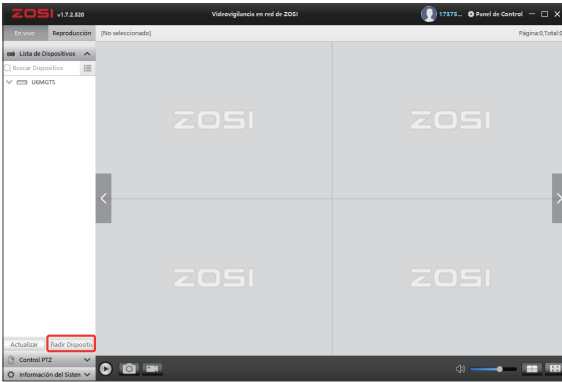 ZOSI v1.7.2.820 Videovigilancia en red de ZOSI 17375... Panel de Control
En vivo Reproducción [No seleccionado] Página:0,Total:0
Lista de Dispositivos
Buscar Dispositivo
U6MGTS
ZOSI ZOSI
ZOSI ZOSI
Actualizar ñadir Dispositiv
Control PTZ
Información del Sisten